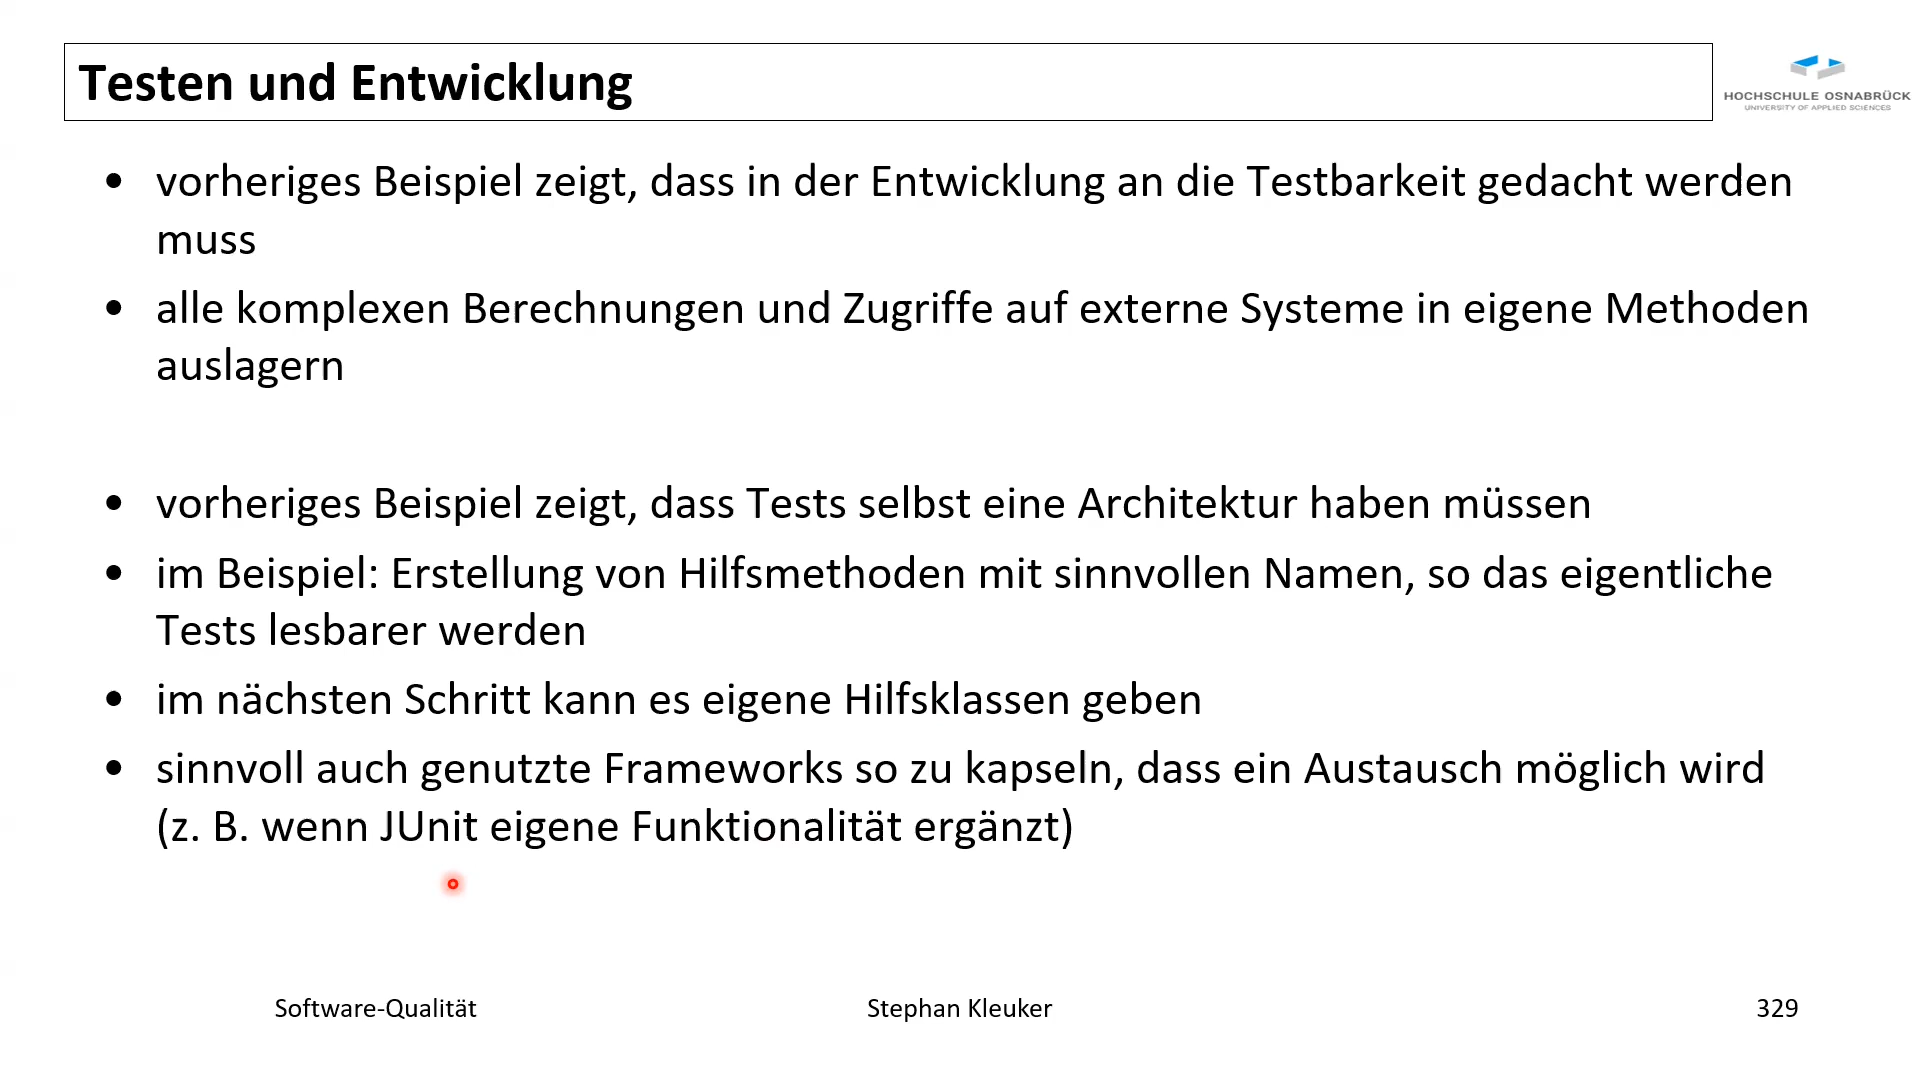 Testen und Entwicklung
HOCHSCHULE OSNABRÜCK
UNIVERSITY OF APPLIED SCIENCES
• vorheriges Beispiel zeigt, dass in der Entwicklung an die Testbarkeit gedacht werden
muss
• alle komplexen Berechnungen und Zugriffe auf externe Systeme in eigene Methoden
auslagern
• vorheriges Beispiel zeigt, dass Tests selbst eine Architektur haben müssen
• im Beispiel: Erstellung von Hilfsmethoden mit sinnvollen Namen, so das eigentliche
Tests lesbarer werden
• im nächsten Schritt kann es eigene Hilfsklassen geben
• sinnvoll auch genutzte Frameworks so zu kapseln, dass ein Austausch möglich wird
(z. B. wenn JUnit eigene Funktionalität ergänzt)
Software-Qualität
Stephan Kleuker
329